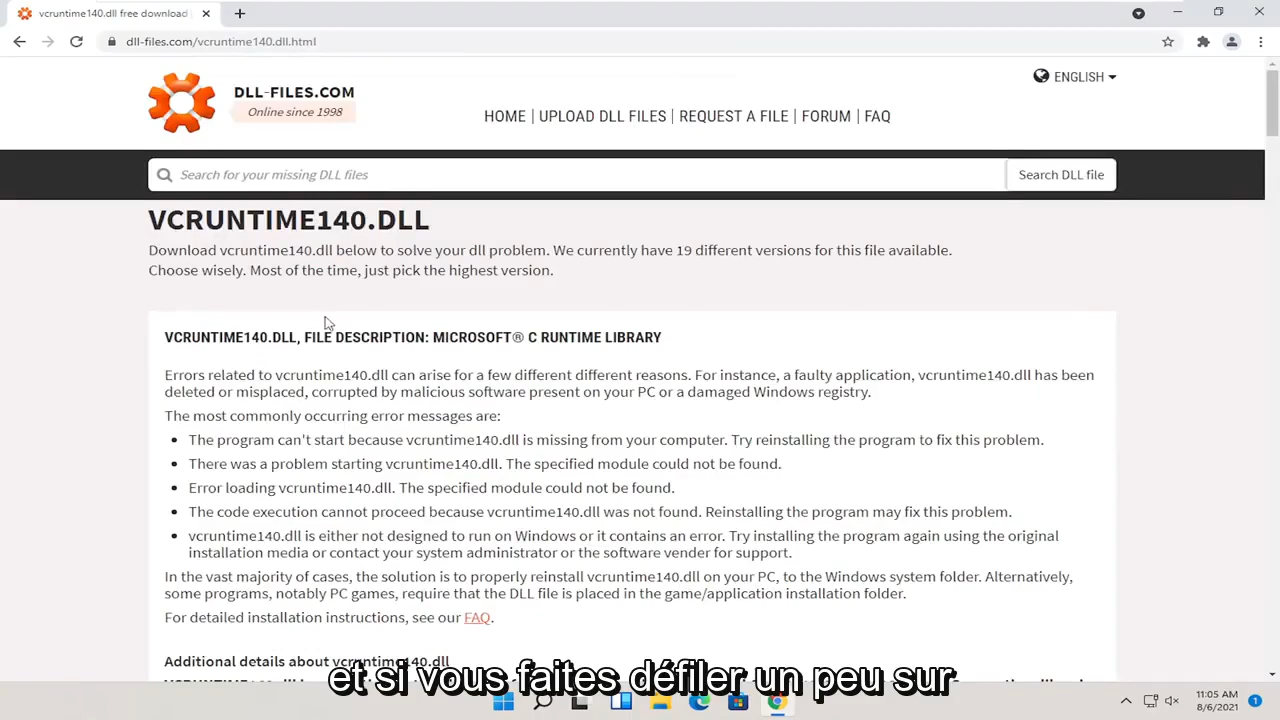 vcruntime140.dll free download
dll-files.com/vcruntime140.dll.html
DLL-FILES.COM
Online since 1998
ENGLISH
HOME | UPLOAD DLL FILES | REQUEST A FILE | FORUM | FAQ
Search for your missing DLL files
Search DLL file
VCRUNTIME140.DLL
Download vcruntime140.dll below to solve your dll problem. We currently have 19 different versions for this file available.
Choose wisely. Most of the time, just pick the highest version.
VCRUNTIME140.DLL, FILE DESCRIPTION: MICROSOFT® C RUNTIME LIBRARY
Errors related to vcruntime140.dll can arise for a few different different reasons. For instance, a faulty application, vcruntime140.dll has been
deleted or misplaced, corrupted by malicious software present on your PC or a damaged Windows registry.
The most commonly occurring error messages are:
• The program can't start because vcruntime140.dll is missing from your computer. Try reinstalling the program to fix this problem.
• There was a problem starting vcruntime140.dll. The specified module could not be found.
• Error loading vcruntime140.dll. The specified module could not be found.
• The code execution cannot proceed because vcruntime140.dll was not found. Reinstalling the program may fix this problem.
• vcruntime140.dll is either not designed to run on Windows or it contains an error. Try installing the program again using the original
installation media or contact your system administrator or the software vender for support.
In the vast majority of cases, the solution is to properly reinstall vcruntime140.dll on your PC, to the Windows system folder. Alternatively,
some programs, notably PC games, require that the DLL file is placed in the game/application installation folder.
For detailed installation instructions, see our FAQ.
Additional details about vcruntime140.dll
et si vous faites défiler un peu sur
11:05 AM
8/6/2021
1